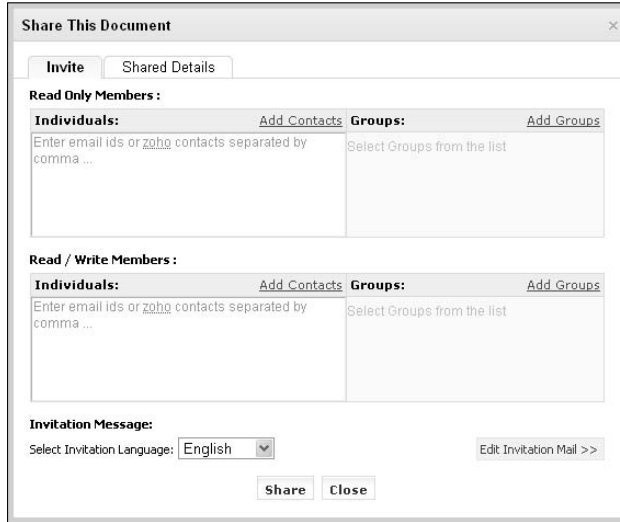 Share This Document
×
Invite
Shared Details
Read Only Members :
Individuals:
Add Contacts
Groups:
Add Groups
Enter email ids or zoho contacts separated by
comma ...
Select Groups from the list
Read / Write Members :
Individuals:
Add Contacts
Groups:
Add Groups
Enter email ids or zoho contacts separated by
comma ...
Select Groups from the list
Invitation Message:
Select Invitation Language:
English
Edit Invitation Mail >>
Share
Close